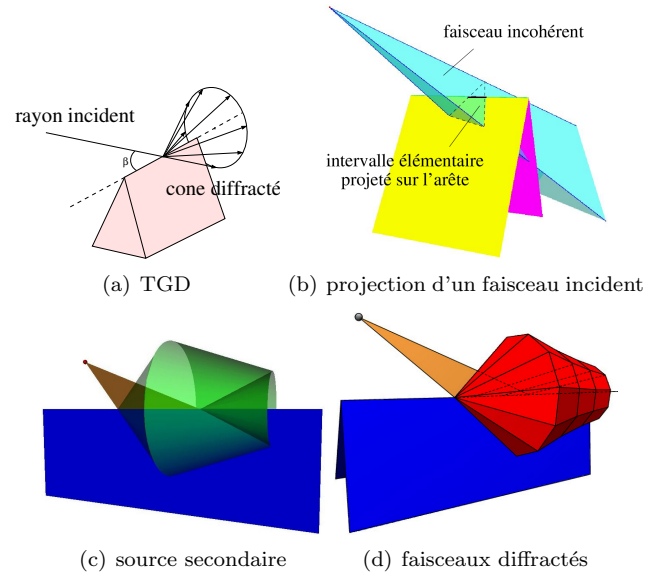 rayon incident
β
cone diffracté
(a) TGD
faisceau incohérent
intervalle élémentaire
projeté sur l'arête
(b) projection d'un faisceau incident
(c) source secondaire
(d) faisceaux diffractés